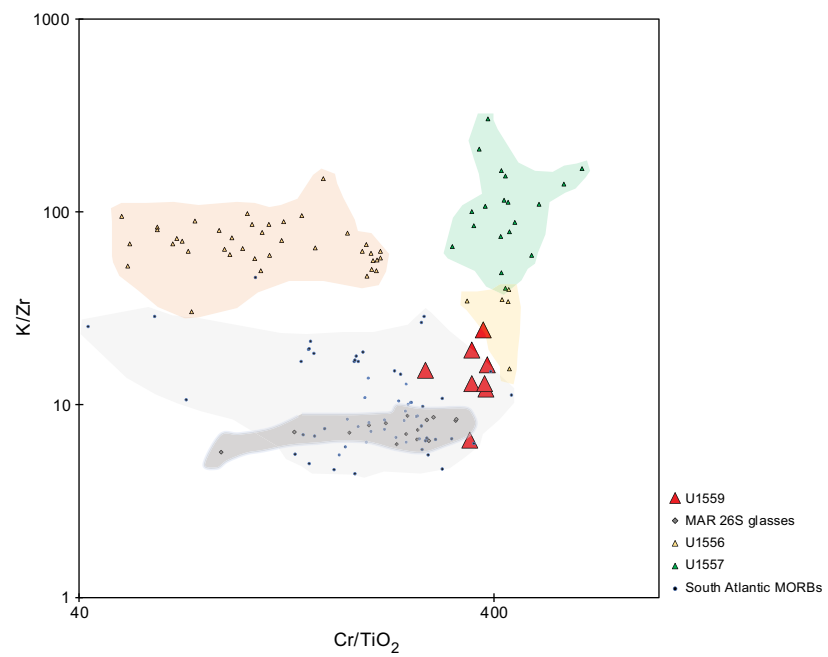 1000
100
10
1
K/Zr
40
400
Cr/TiO₂
U1559
MAR 26S glasses
U1556
U1557
South Atlantic MORBs